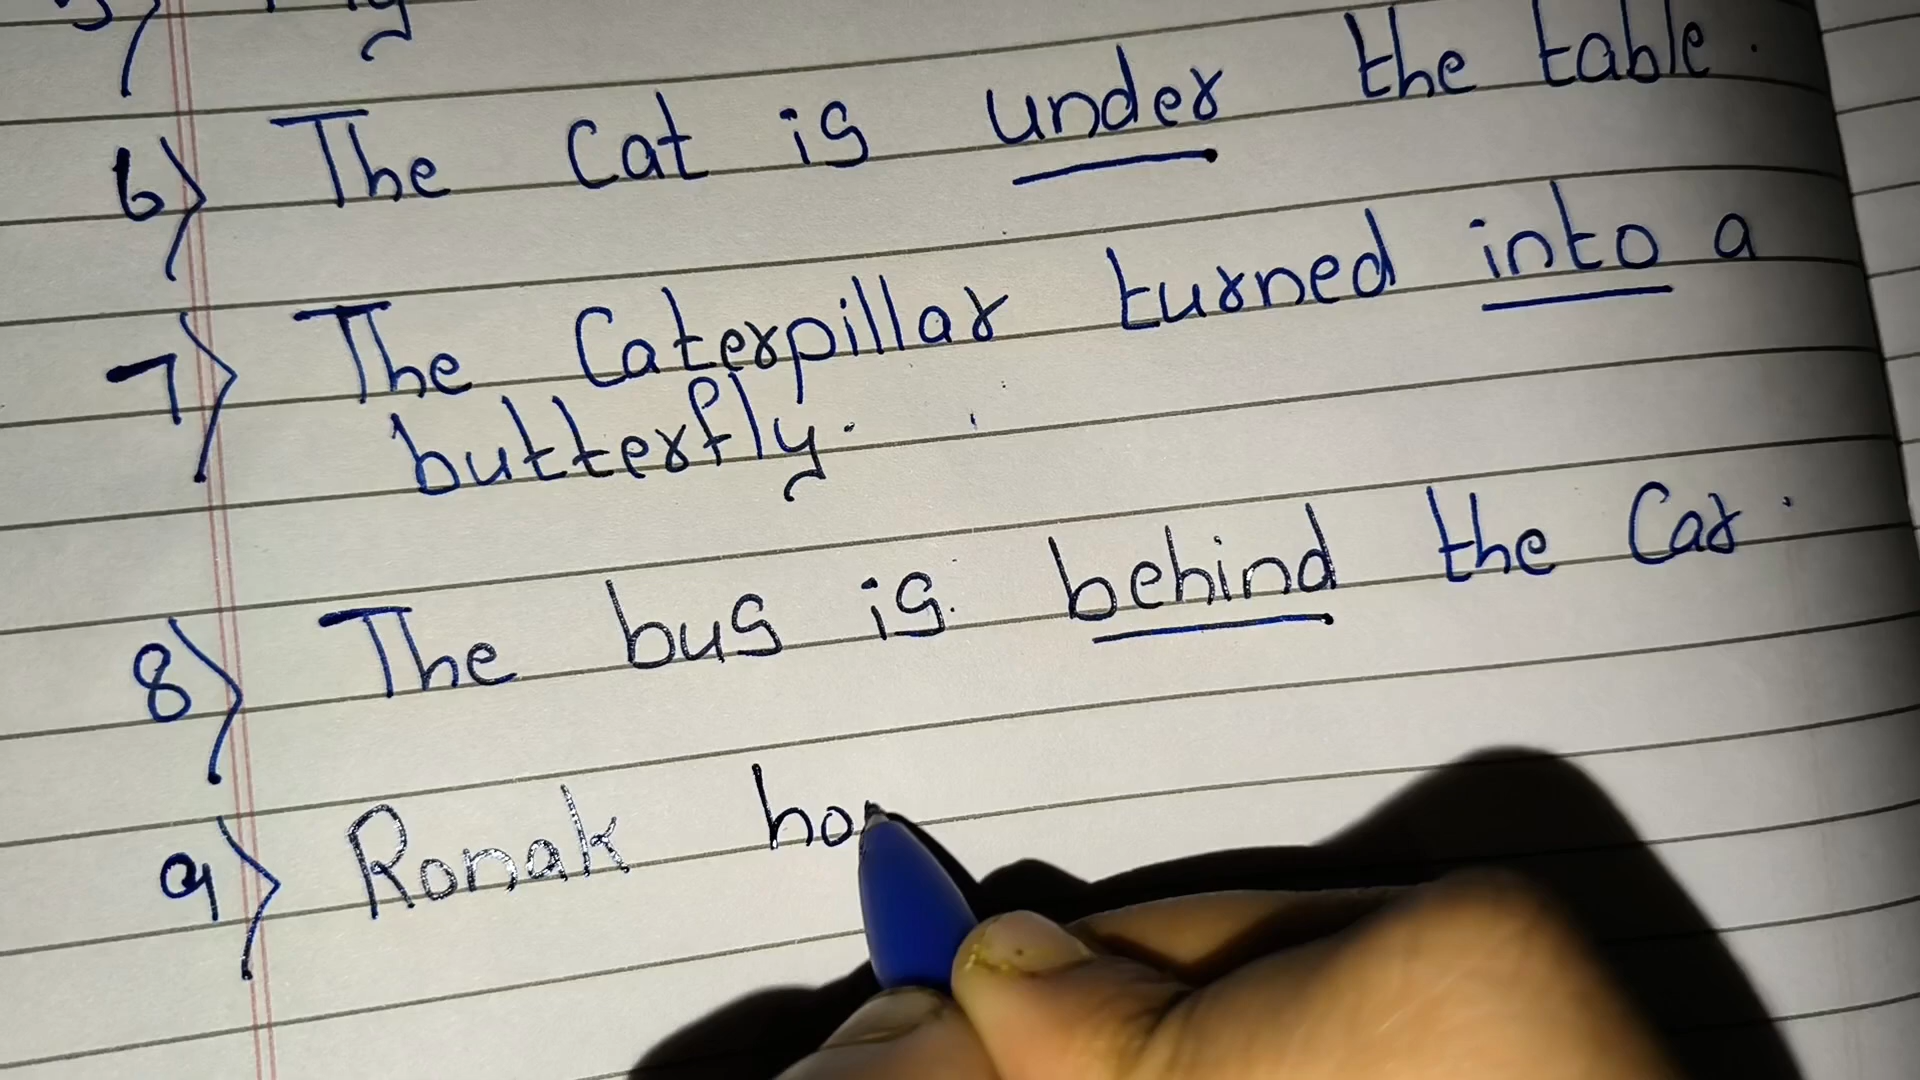 6) The Cat is under the table.
7) The Caterpillar turned into a
butterfly.
8) The bus is behind the Car.
9) Ronak